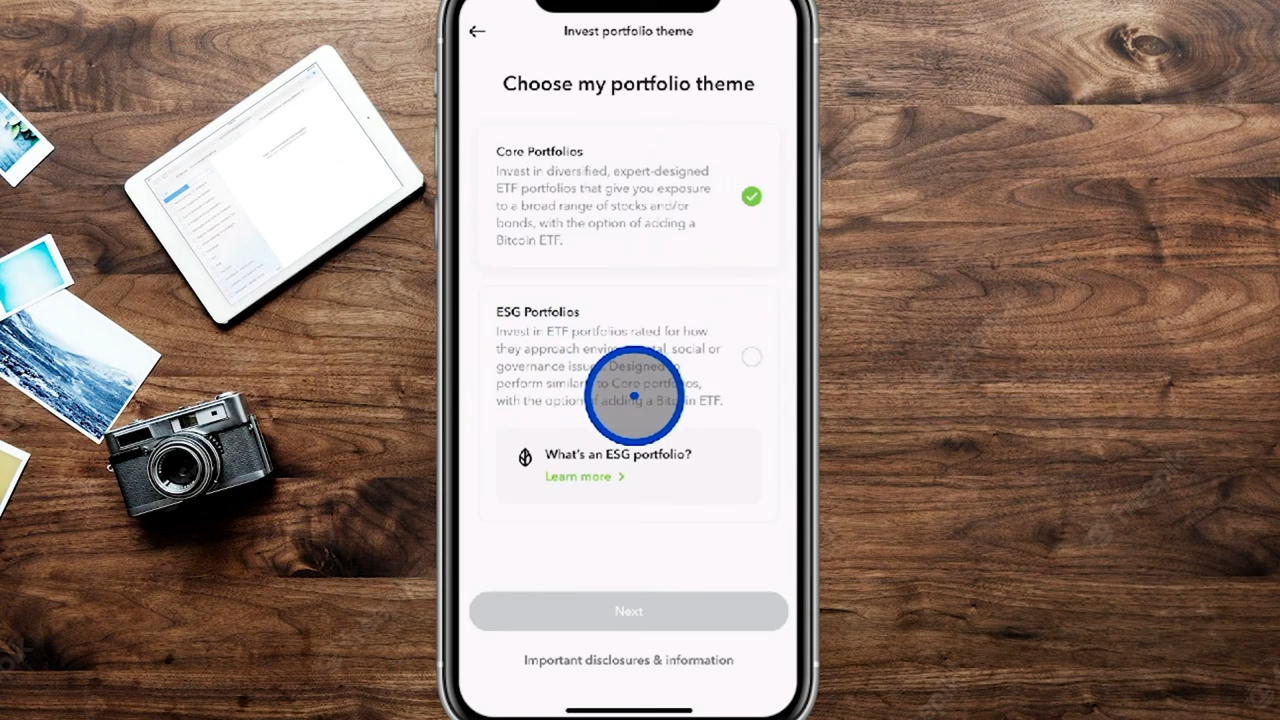 Invest portfolio theme
Choose my portfolio theme
Core Portfolios
Invest in diversified, expert-designed
ETF portfolios that give you exposure
to a broad range of stocks and/or
bonds, with the option of adding a
Bitcoin ETF.
ESG Portfolios
Invest in ETF portfolios rated for how
they approach environmental, social or
governance issues. Designed to
perform similar to Core portfolios,
with the option of adding a Bitcoin ETF.
What's an ESG portfolio?
Learn more
Next
Important disclosures & information